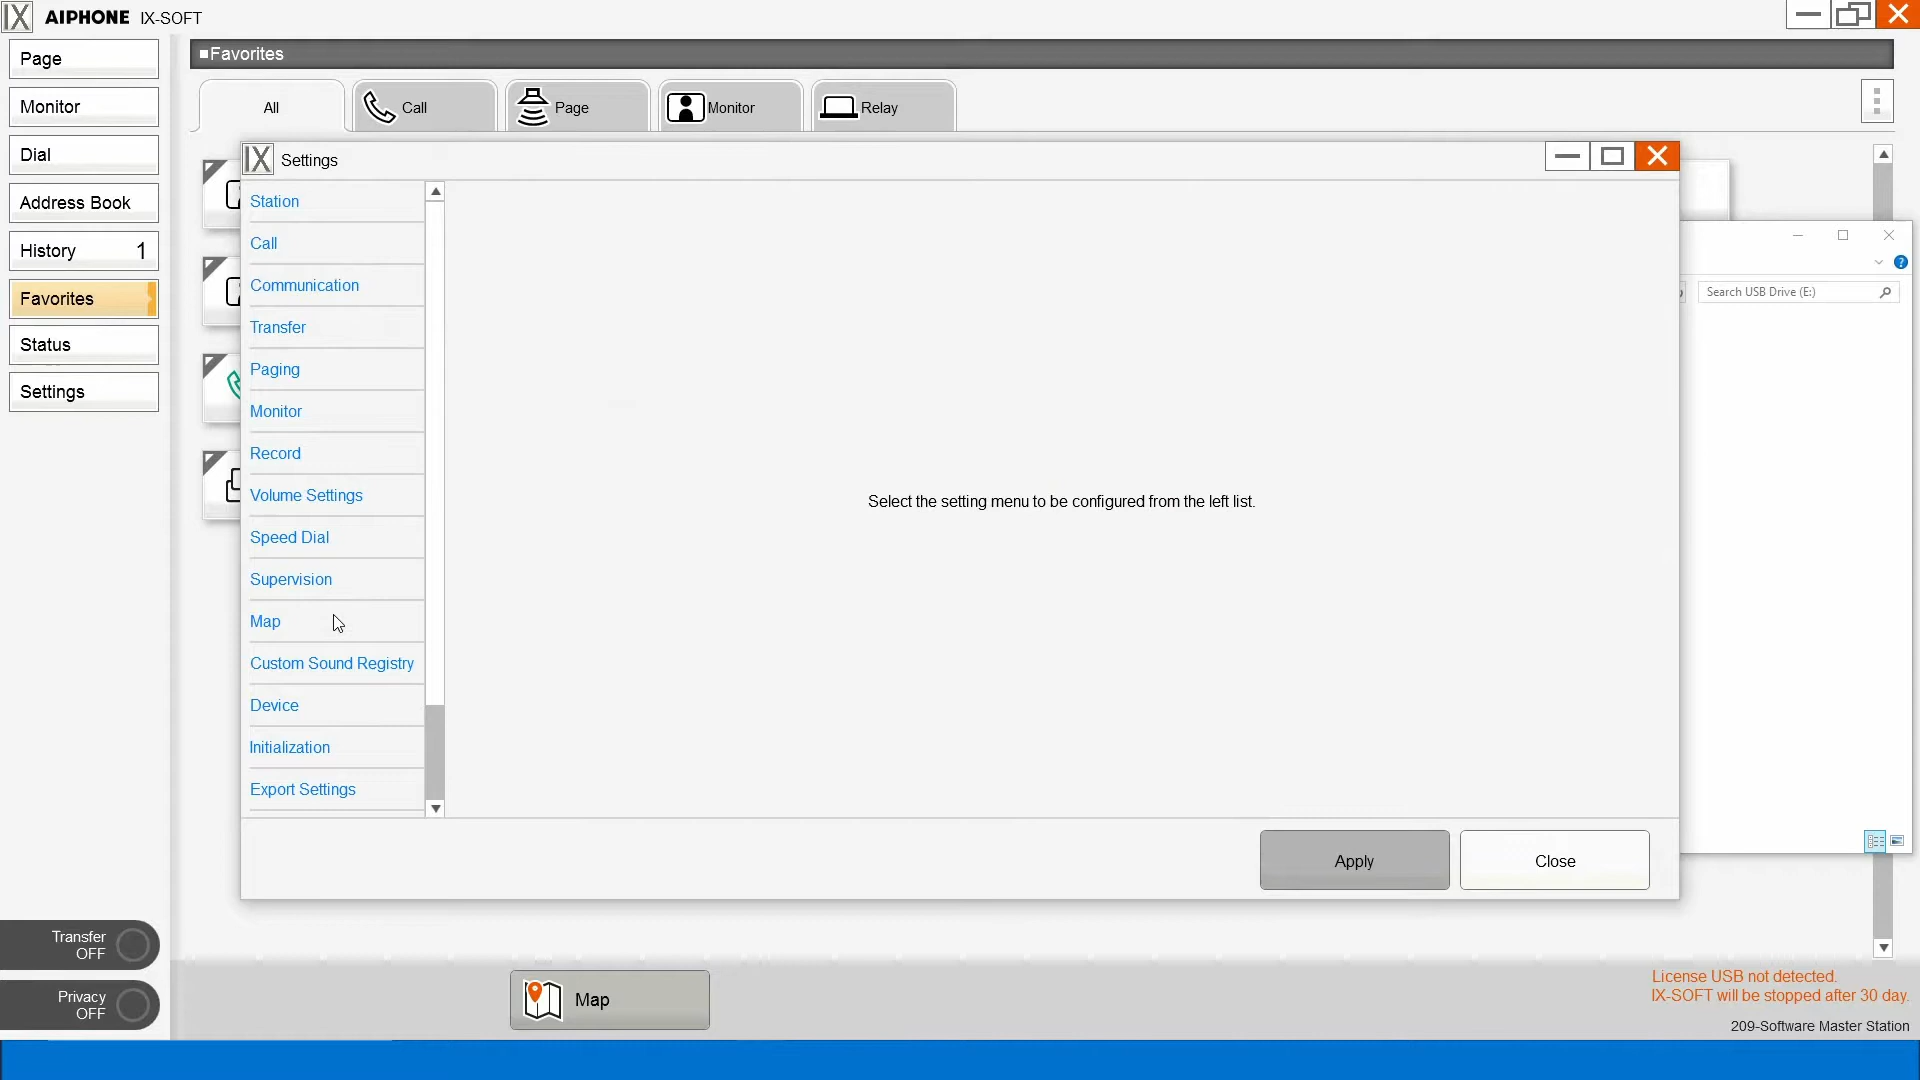 IX AIPHONE IX-SOFT
Page
Monitor
Dial
Address Book
History 1
Favorites
Status
Settings
■Favorites
All
Call
Page
Monitor
Relay
IX Settings
Station
Call
Communication
Transfer
Paging
Monitor
Record
Volume Settings
Speed Dial
Supervision
Map
Custom Sound Registry
Device
Initialization
Export Settings
Select the setting menu to be configured from the left list.
Apply
Close
Search USB Drive (E:)
Transfer
OFF
Privacy
OFF
Map
License USB not detected.
IX-SOFT will be stopped after 30 day.
209-Software Master Station